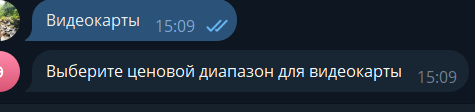 Видеокарты 15:09
Выберите ценовой диапазон для видеокарты 15:09